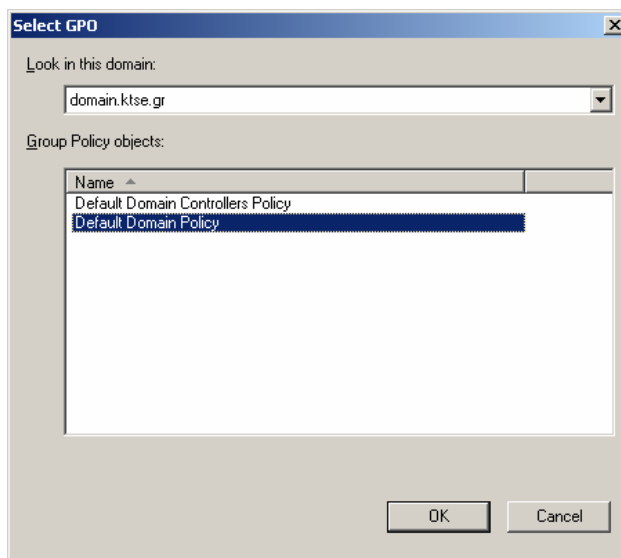 Select GPO
Look in this domain:
domain.ktse.gr
Group Policy objects:
Name
Default Domain Controllers Policy
Default Domain Policy
OK Cancel